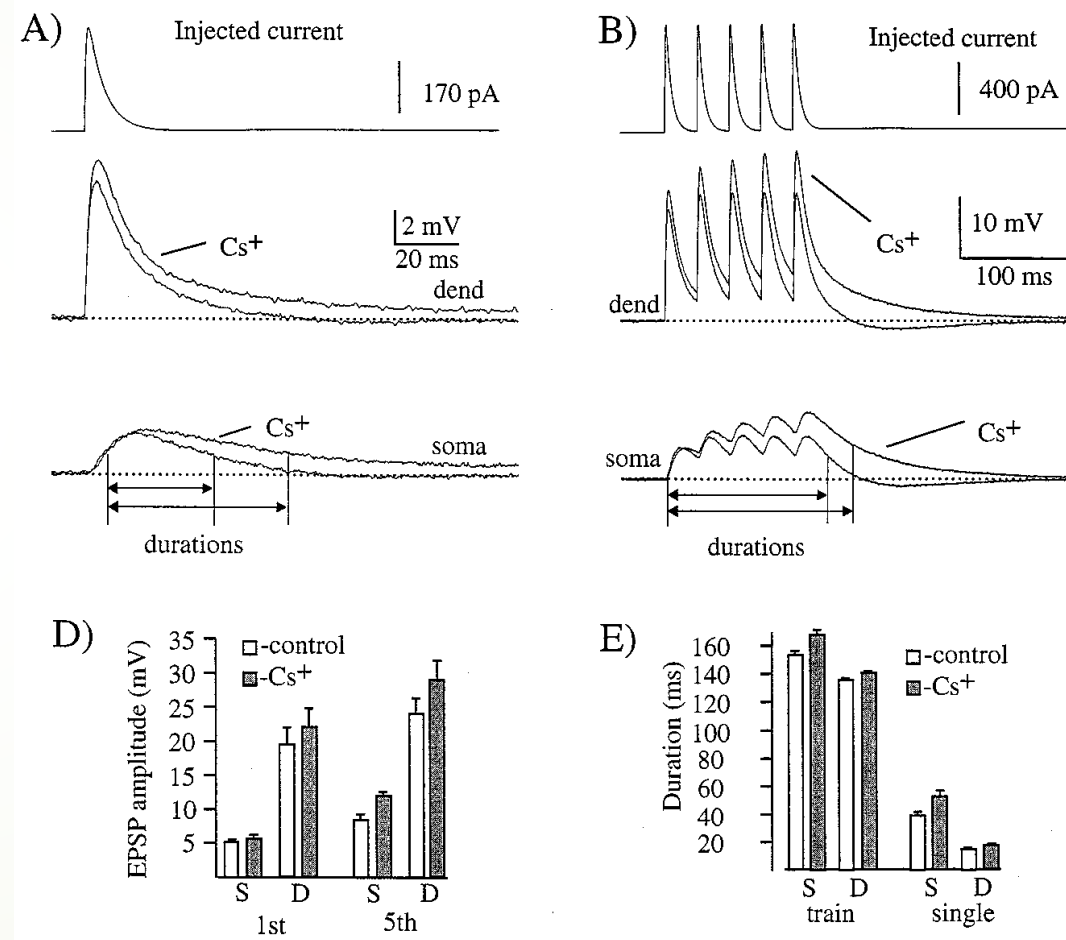 A)
Injected current
170 pA
Cs+
2 mV
20 ms
dend
Cs+
soma
durations
B)
Injected current
400 pA
Cs+
10 mV
100 ms
dend
soma
Cs+
durations
D)
EPSP amplitude (mV)
35
30
25
20
15
10
5
-control
-Cs+
S D S D
1st 5th
E)
Duration (ms)
160
140
120
100
80
60
40
20
-control
-Cs+
S D S D
train single